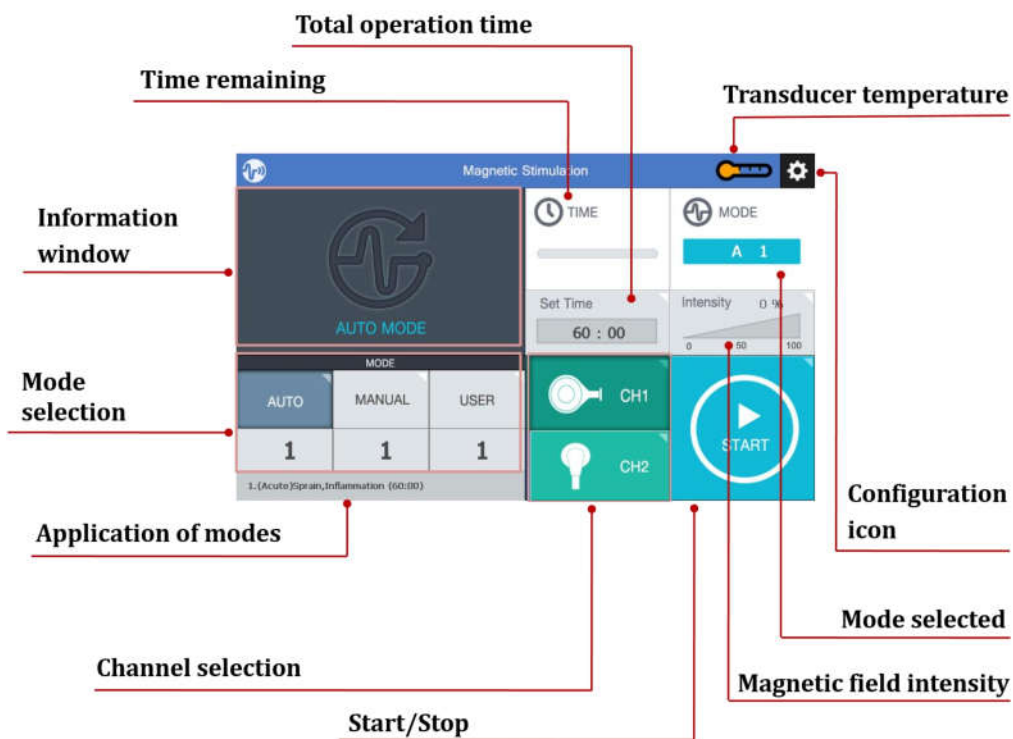 Total operation time
Time remaining
Transducer temperature
Magnetic Stimulation
Information
window
TIME
MODE
A 1
Set Time
60 : 00
Intensity 0 %
0 50 100
AUTO MODE
MODE
Mode
selection
AUTO MANUAL USER
1 1 1
CH1
CH2
START
1.(Acute)Sprain,Inflammation (60:00)
Configuration
icon
Application of modes
Mode selected
Channel selection
Magnetic field intensity
Start/Stop